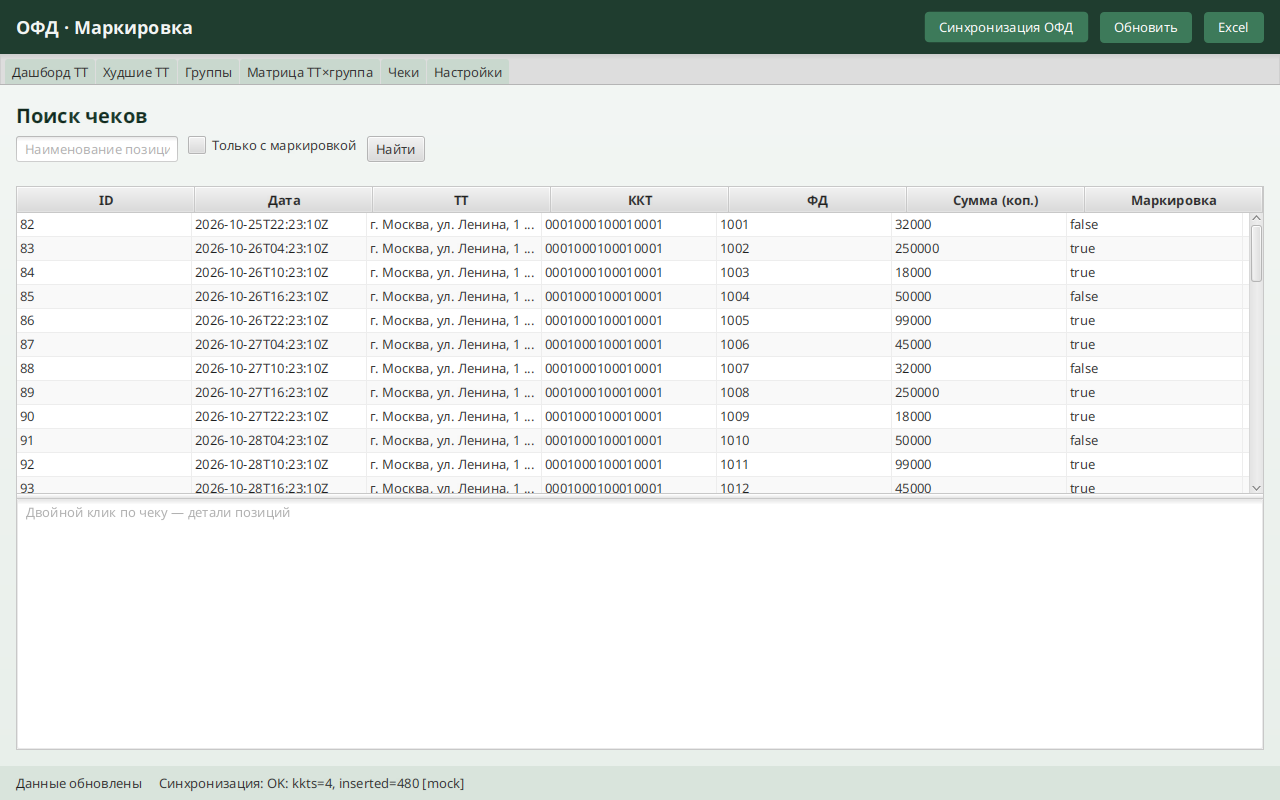 ОФД · Маркировка
Синхронизация ОФД Обновить Excel
Дашборд ТТ Худшие ТТ Группы Матрица ТТ×группа Чеки Настройки
Поиск чеков
Наименование позици Только с маркировкой Найти
ID Дата ТТ ККТ ФД Сумма (коп.) Маркировка
82 2026-10-25T22:23:10Z г. Москва, ул. Ленина, 1 ... 0001000100010001 1001 32000 false
83 2026-10-26T04:23:10Z г. Москва, ул. Ленина, 1 ... 0001000100010001 1002 250000 true
84 2026-10-26T10:23:10Z г. Москва, ул. Ленина, 1 ... 0001000100010001 1003 18000 true
85 2026-10-26T16:23:10Z г. Москва, ул. Ленина, 1 ... 0001000100010001 1004 50000 false
86 2026-10-26T22:23:10Z г. Москва, ул. Ленина, 1 ... 0001000100010001 1005 99000 true
87 2026-10-27T04:23:10Z г. Москва, ул. Ленина, 1 ... 0001000100010001 1006 45000 true
88 2026-10-27T10:23:10Z г. Москва, ул. Ленина, 1 ... 0001000100010001 1007 32000 false
89 2026-10-27T16:23:10Z г. Москва, ул. Ленина, 1 ... 0001000100010001 1008 250000 true
90 2026-10-27T22:23:10Z г. Москва, ул. Ленина, 1 ... 0001000100010001 1009 18000 true
91 2026-10-28T04:23:10Z г. Москва, ул. Ленина, 1 ... 0001000100010001 1010 50000 false
92 2026-10-28T10:23:10Z г. Москва, ул. Ленина, 1 ... 0001000100010001 1011 99000 true
93 2026-10-28T16:23:10Z г. Москва, ул. Ленина, 1 ... 0001000100010001 1012 45000 true
Двойной клик по чеку — детали позиций
Данные обновлены Синхронизация: OK: kkts=4, inserted=480 [mock]